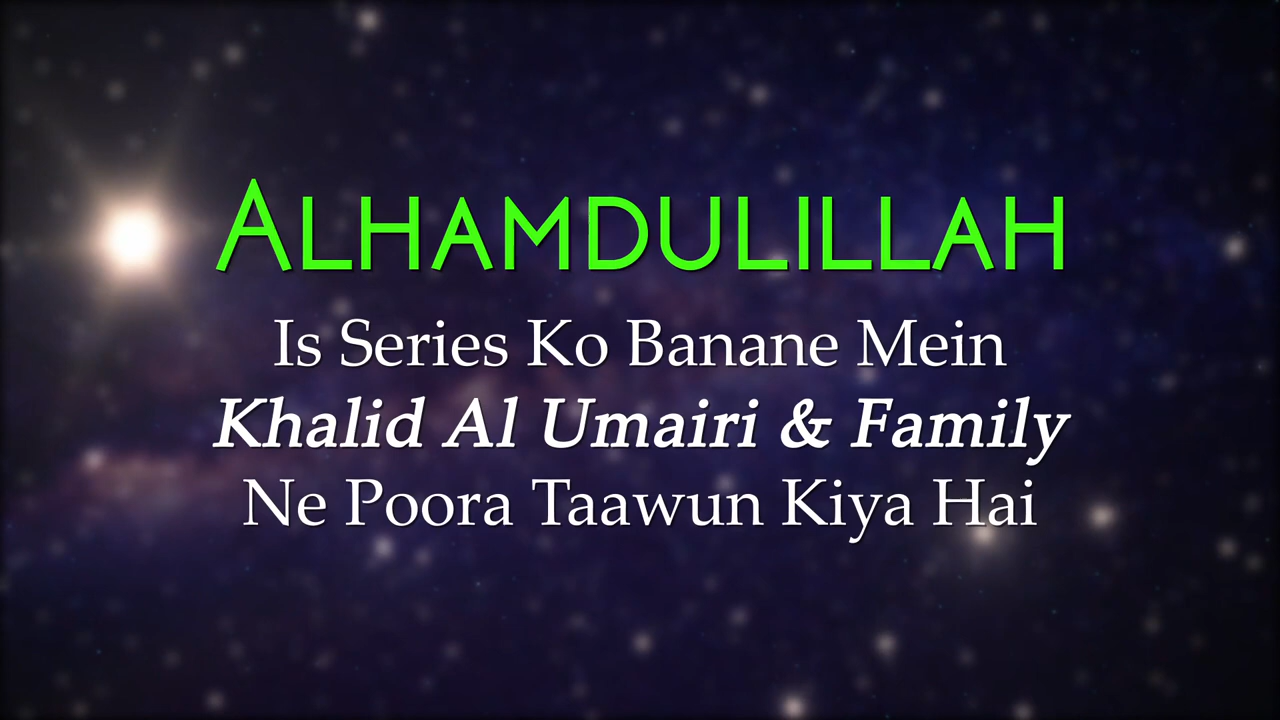 ALHAMDULILLAH
Is Series Ko Banane Mein
Khalid Al Umairi & Family
Ne Poora Taawun Kiya Hai